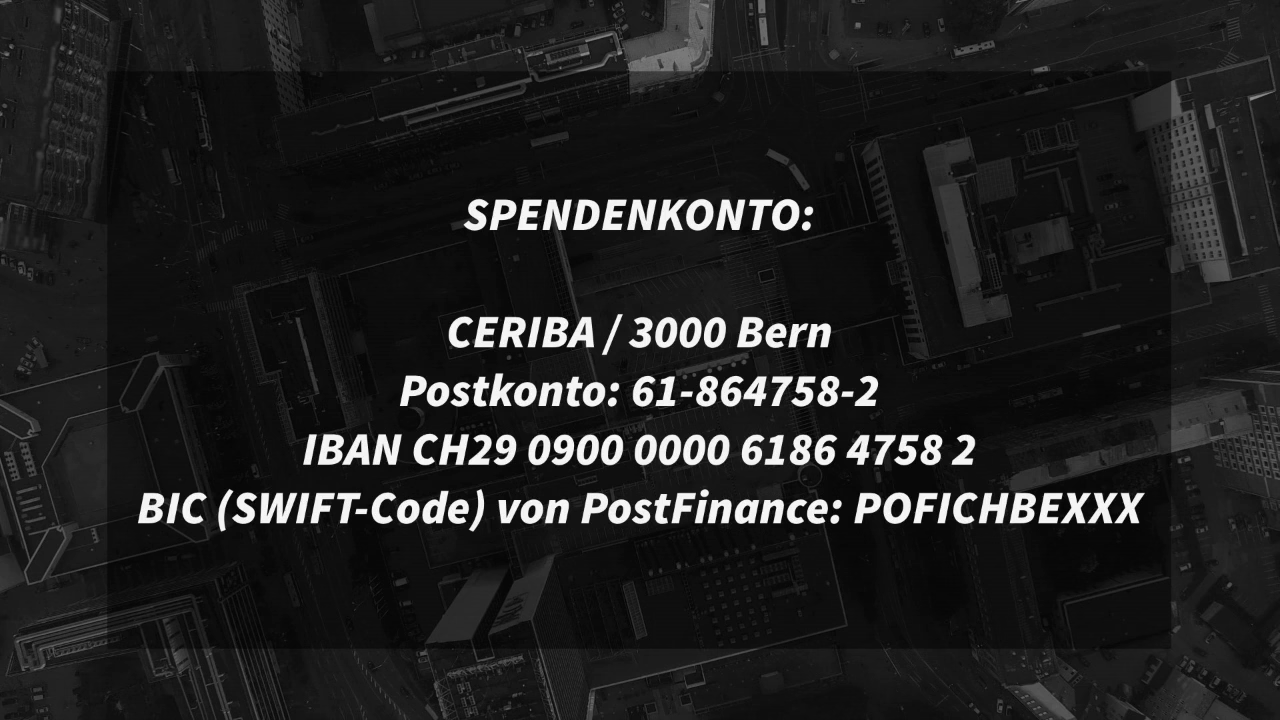 SPENDENKONTO:
CERIBA / 3000 Bern
Postkonto: 61-864758-2
IBAN CH29 0900 0000 6186 4758 2
BIC (SWIFT-Code) von PostFinance: POFICHBEXXX